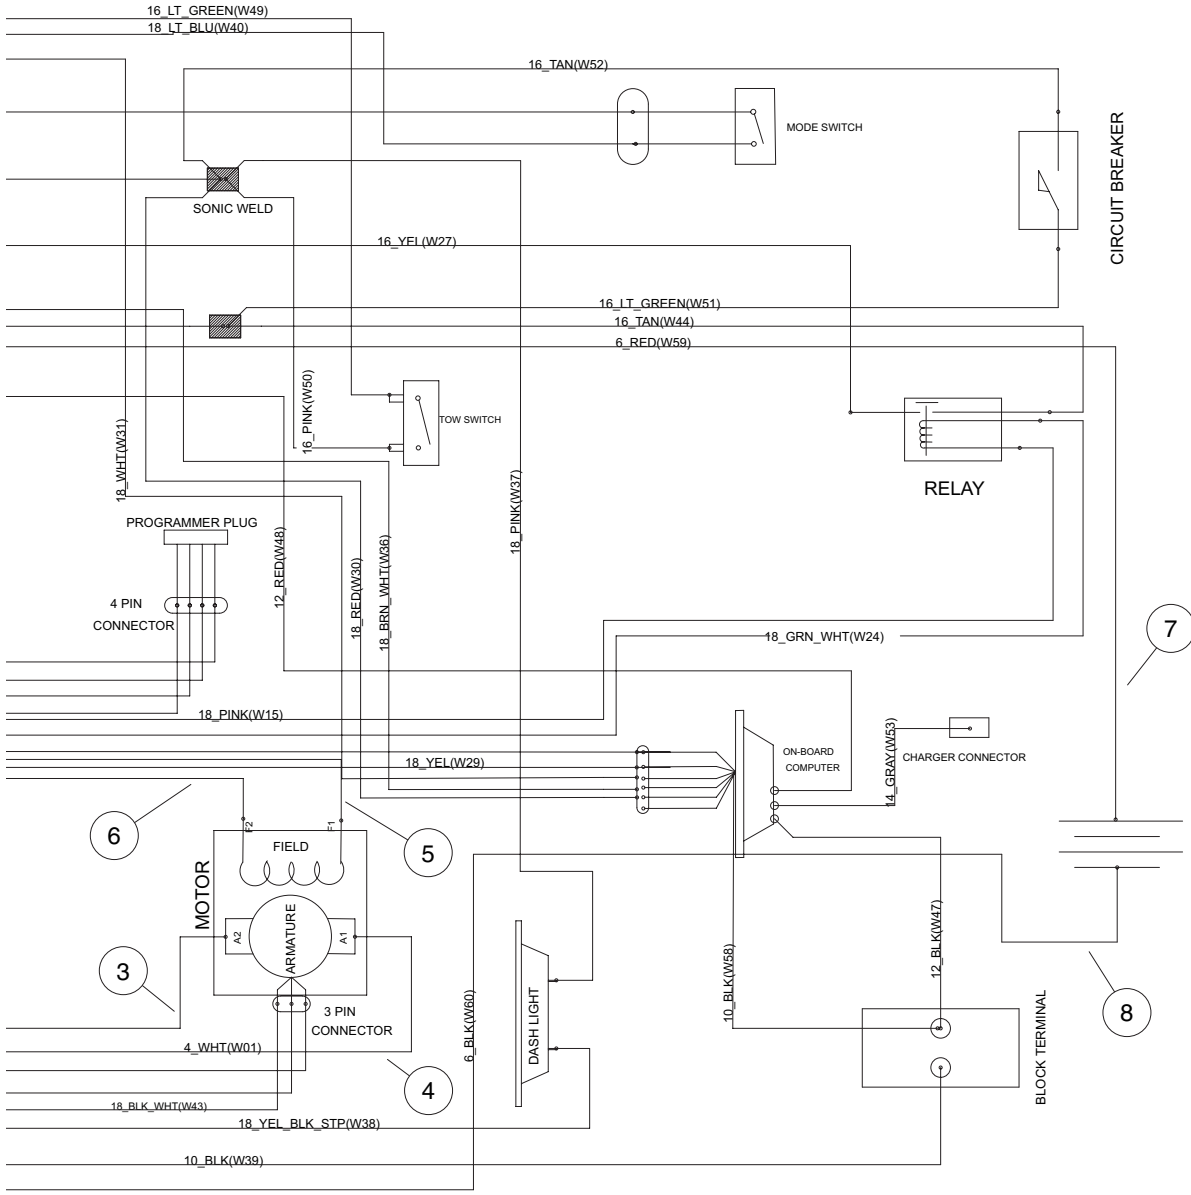 16_LT_GREEN(W49)
18_LT_BLU(W40)
16_TAN(W52)
MODE SWITCH
CIRCUIT BREAKER
SONIC WELD
16_YEL(W27)
16_LT_GREEN(W51)
16_TAN(W44)
6_RED(W59)
16_PINK(W50)
TOW SWITCH
18_WHT(W31)
18_PINK(W37)
RELAY
PROGRAMMER PLUG
12_RED(W48)
18_RED(W30)
18_BRN_WHT(W36)
4 PIN
CONNECTOR
7
18_GRN_WHT(W24)
18_PINK(W15)
18_YEL(W29)
ON-BOARD
COMPUTER
14_GRAY(W53)
CHARGER CONNECTOR
6
F2
F1
5
FIELD
MOTOR
ARMATURE
A2
A1
3
3 PIN
CONNECTOR
4_WHT(W01)
4
18_BLK_WHT(W43)
18_YEL_BLK_STP(W38)
10_BLK(W39)
6_BLK(W60)
DASH LIGHT
10_BLK(W58)
12_BLK(W47)
BLOCK TERMINAL
8